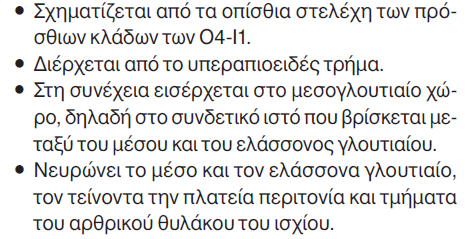 • Σχηματίζεται από τα οπίσθια στελέχη των πρό-
σθιων κλάδων των Ο4-Ι1.
• Διέρχεται από το υπεραπιοειδές τρήμα.
• Στη συνέχεια εισέρχεται στο μεσογλουτιαίο χώ-
ρο, δηλαδή στο συνδετικό ιστό που βρίσκεται με-
ταξύ του μέσου και του ελάσσονος γλουτιαίου.
• Νευρώνει το μέσο και τον ελάσσονα γλουτιαίο,
τον τείνοντα την πλατεία περιτονία και τμήματα
του αρθρικού θυλάκου του ισχίου.